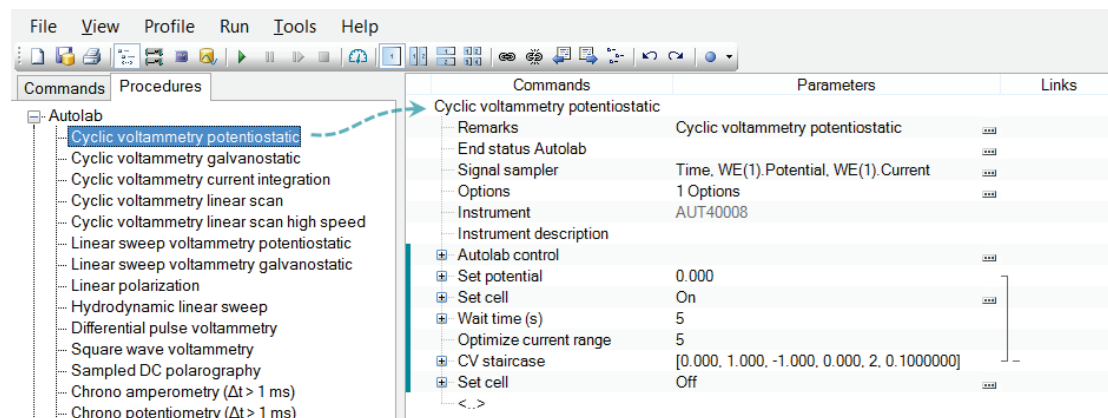 File View Profile Run Tools Help
Commands Procedures
Autolab
Cyclic voltammetry potentiostatic
Cyclic voltammetry galvanostatic
Cyclic voltammetry current integration
Cyclic voltammetry linear scan
Cyclic voltammetry linear scan high speed
Linear sweep voltammetry potentiostatic
Linear sweep voltammetry galvanostatic
Linear polarization
Hydrodynamic linear sweep
Differential pulse voltammetry
Square wave voltammetry
Sampled DC polarography
Chrono amperometry (Δt > 1 ms)
Chrono potentiometry (Δt > 1 ms)
Commands Parameters Links
Cyclic voltammetry potentiostatic
Remarks Cyclic voltammetry potentiostatic
End status Autolab
Signal sampler Time, WE(1).Potential, WE(1).Current
Options 1 Options
Instrument AUT40008
Instrument description
Autolab control
Set potential 0.000
Set cell On
Wait time (s) 5
Optimize current range 5
CV staircase [0.000, 1.000, -1.000, 0.000, 2, 0.1000000]
Set cell Off
<..>